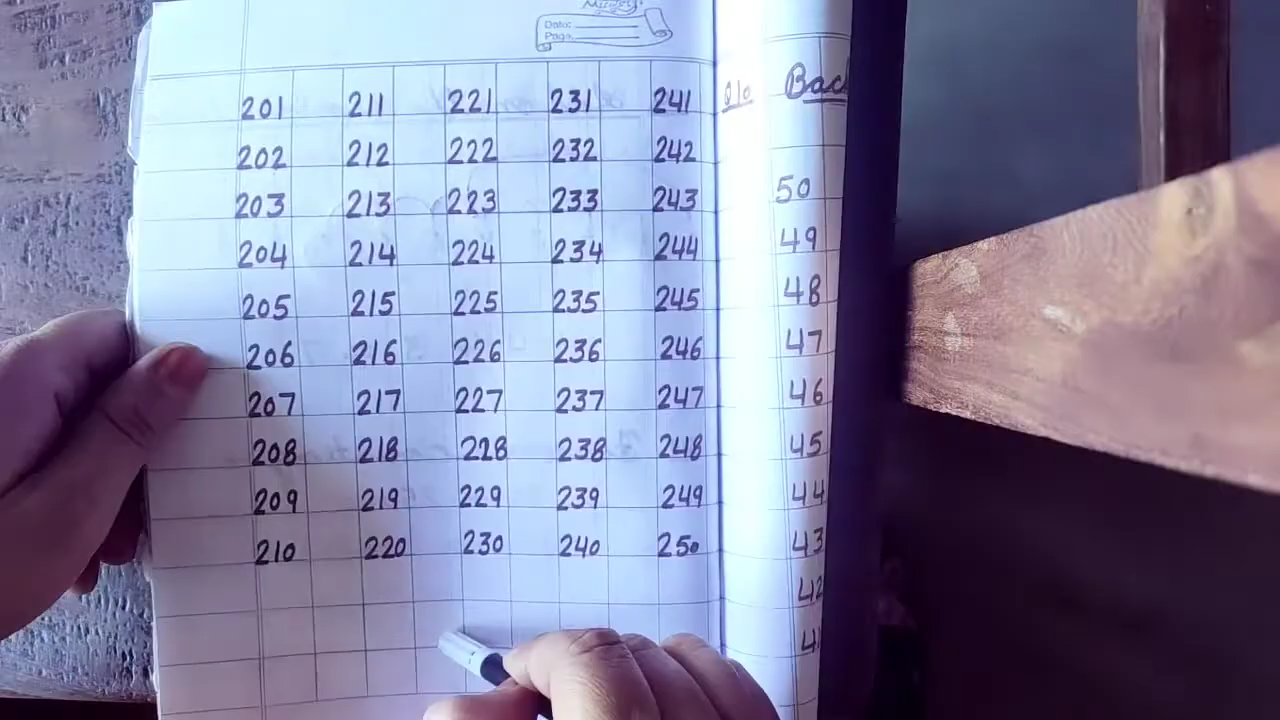 Date:
Page
201 211 221 231 241
202 212 222 232 242
203 213 223 233 243
204 214 224 234 244
205 215 225 235 245
206 216 226 236 246
207 217 227 237 247
208 218 228 238 248
209 219 229 239 249
210 220 230 240 250
Back
50
49
48
47
46
45
44
43
42